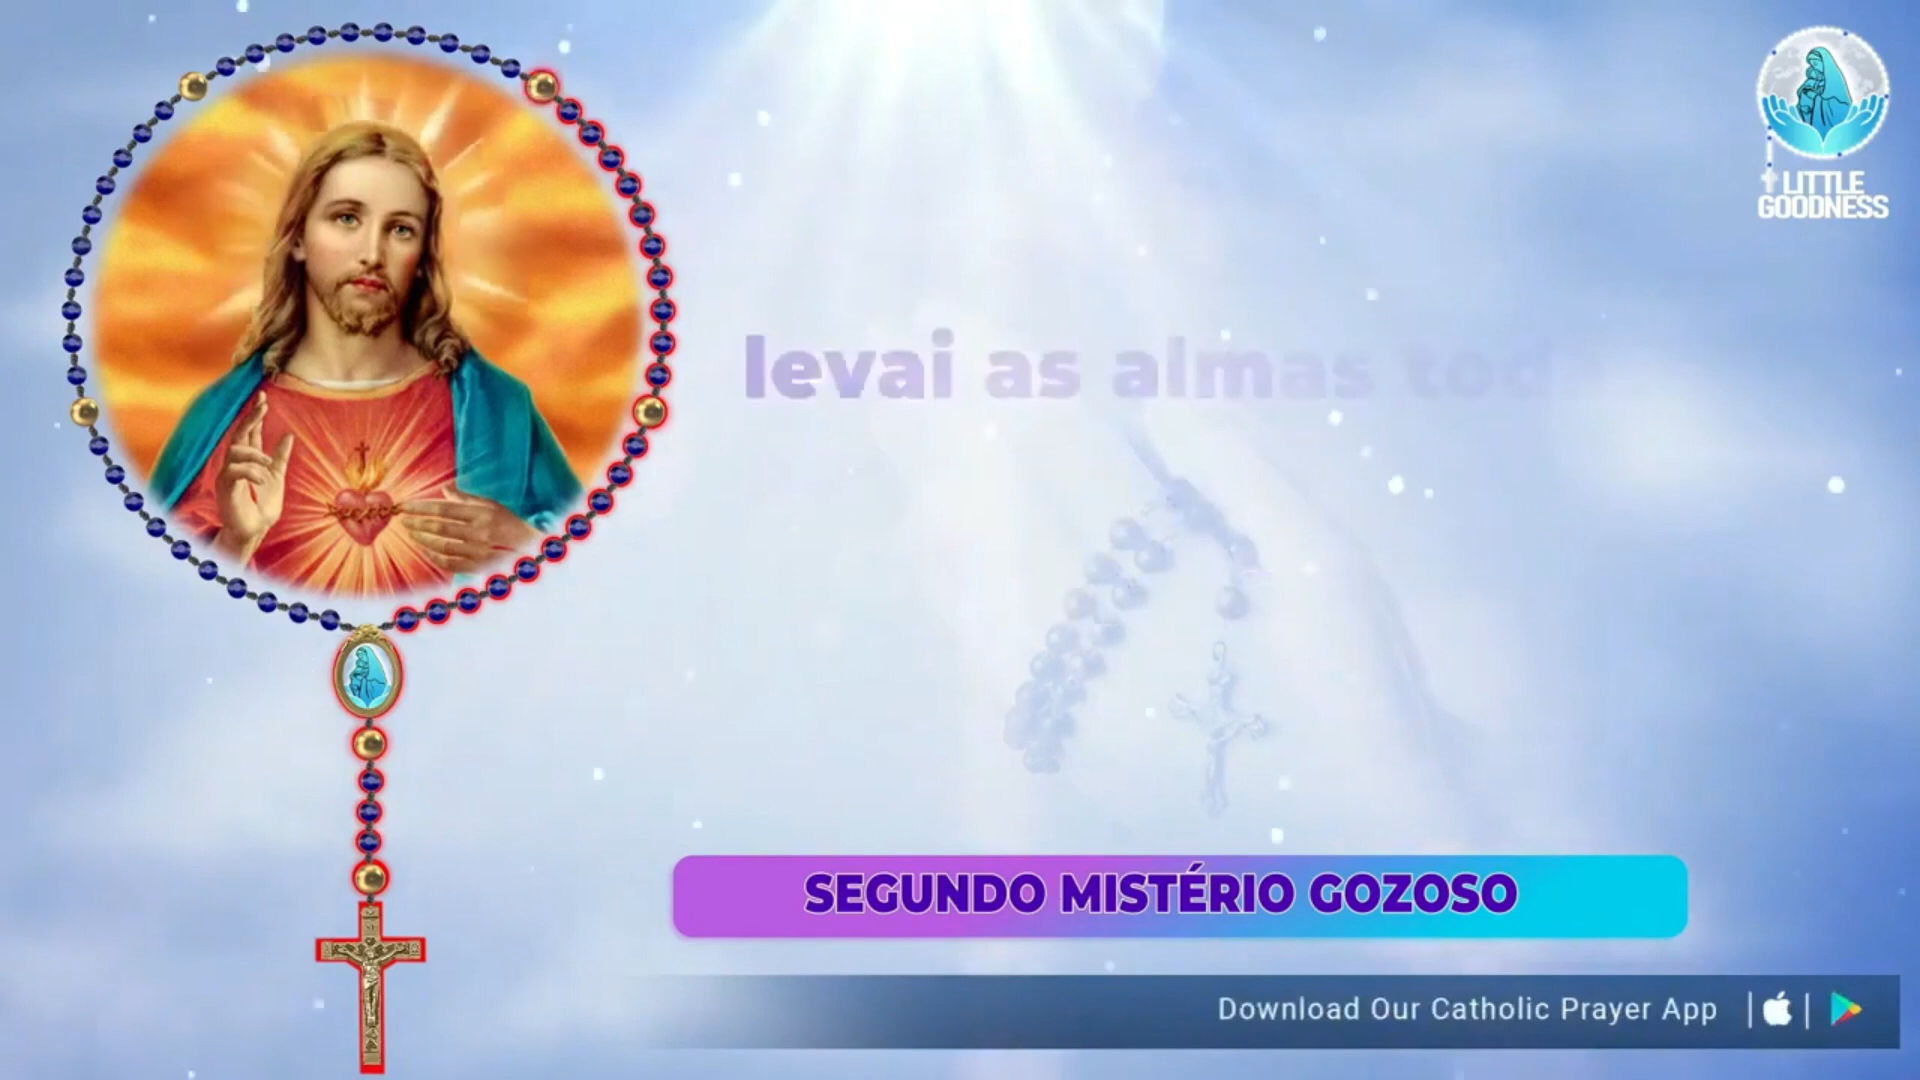 LITTLE
GOODNESS
levai as almas
SEGUNDO MISTÉRIO GOZOSO
Download Our Catholic Prayer App